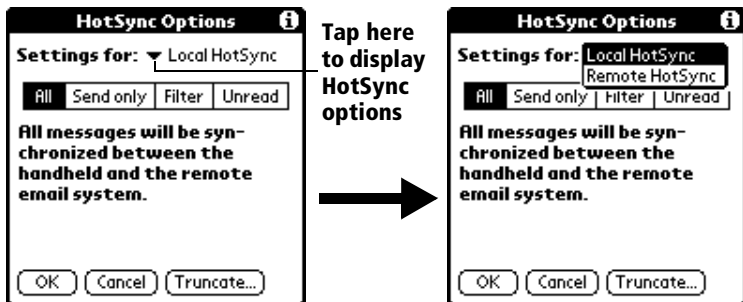 HotSync Options
Settings for: Local HotSync
All Send only Filter Unread
All messages will be syn-
chronized between the
handheld and the remote
email system.
OK Cancel Truncate...
Tap here
to display
HotSync
options
HotSync Options
Settings for: Local HotSync
Remote HotSync
All Send only Filter Unread
All messages will be syn-
chronized between the
handheld and the remote
email system.
OK Cancel Truncate...